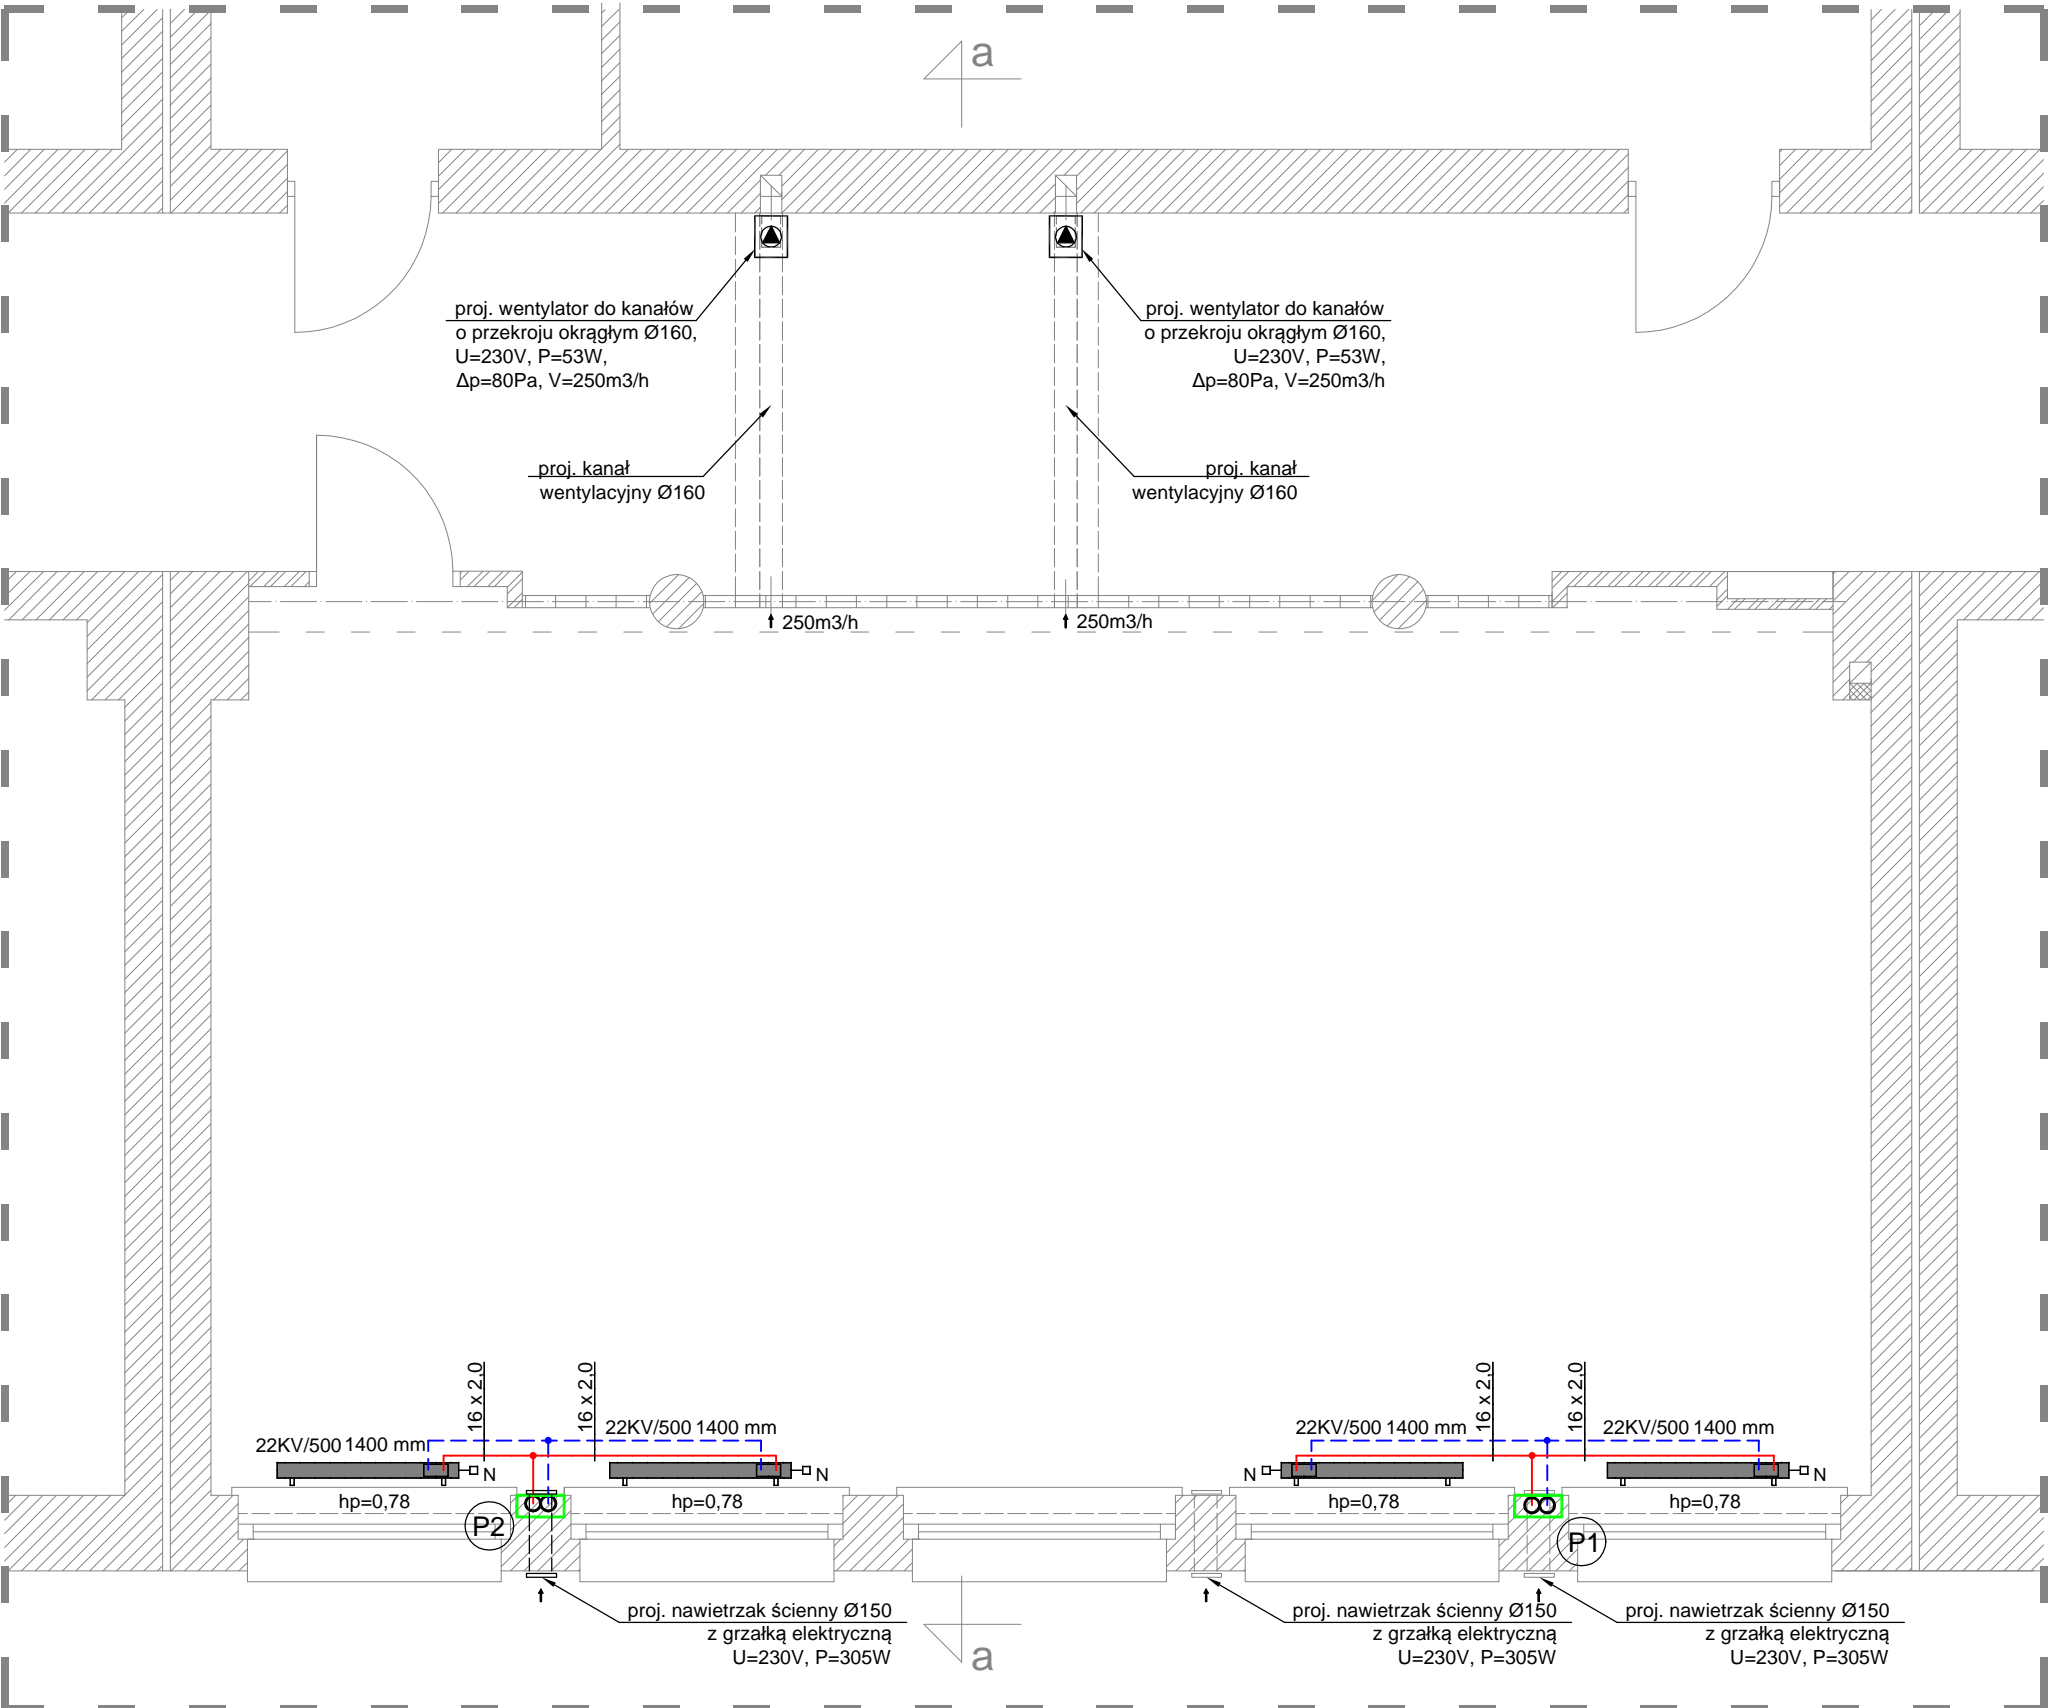 a
proj. wentylator do kanałów
o przekroju okrągłym Ø160,
U=230V, P=53W,
Δp=80Pa, V=250m3/h
proj. wentylator do kanałów
o przekroju okrągłym Ø160,
U=230V, P=53W,
Δp=80Pa, V=250m3/h
proj. kanał
wentylacyjny Ø160
proj. kanał
wentylacyjny Ø160
250m3/h
250m3/h
16 x 2,0
16 x 2,0
16 x 2,0
16 x 2,0
22KV/500 1400 mm
22KV/500 1400 mm
22KV/500 1400 mm
22KV/500 1400 mm
N
N
N
N
hp=0,78
hp=0,78
hp=0,78
hp=0,78
P2
P1
proj. nawietrzak ścienny Ø150
z grzałką elektryczną
U=230V, P=305W
proj. nawietrzak ścienny Ø150
z grzałką elektryczną
U=230V, P=305W
proj. nawietrzak ścienny Ø150
z grzałką elektryczną
U=230V, P=305W
a